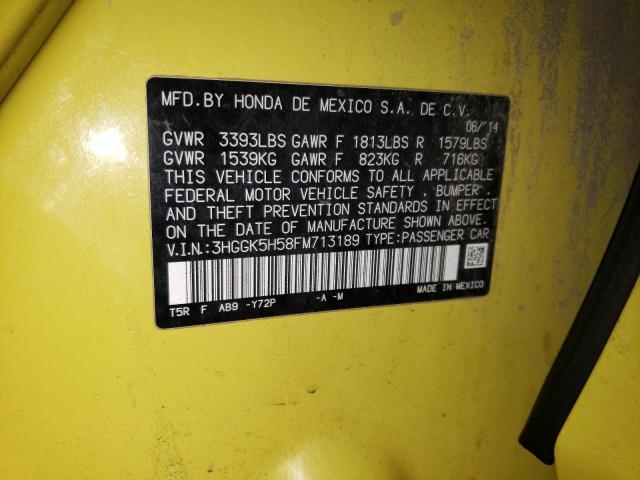 MFD.BY HONDA DE MEXICO S.A. DE C.V.
06/'14
GVWR 3393LBS GAWR F 1813LBS R 1579LBS
GVWR 1539KG GAWR F 823KG R 716KG
THIS VEHICLE CONFORMS TO ALL APPLICABLE
FEDERAL MOTOR VEHICLE SAFETY . BUMPER .
AND THEFT PREVENTION STANDARDS IN EFFECT
ON THE DATE OF MANUFACTURE SHOWN ABOVE.
V.I.N.:3HGGK5H58FM713189 TYPE:PASSENGER CAR
T5R F AB9 -Y72P -A -M MADE IN MEXICO